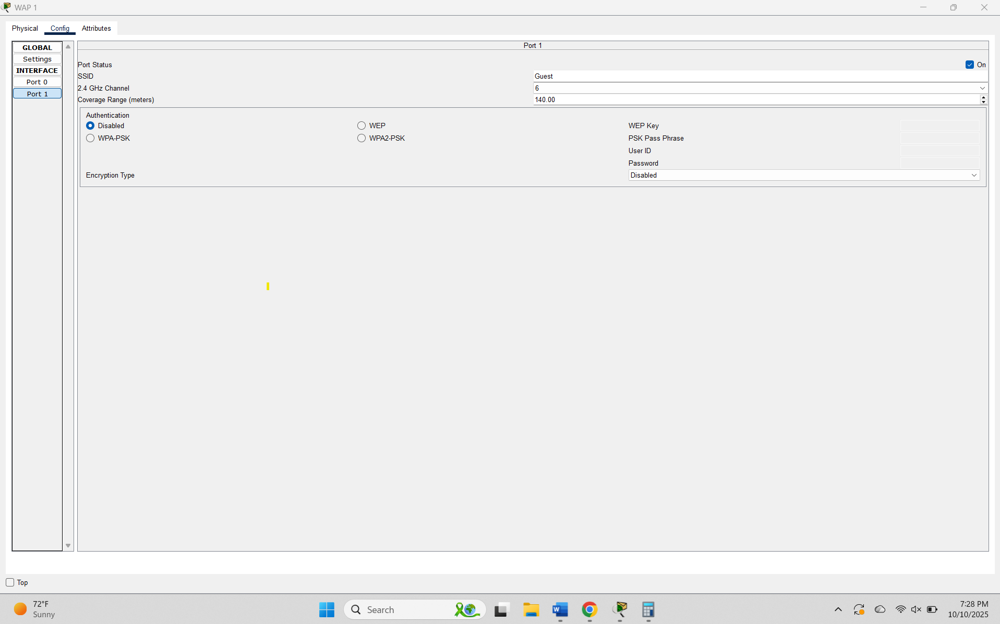 WAP 1
Physical Config Attributes
GLOBAL
Settings
INTERFACE
Port 0
Port 1
Port 1
Port Status On
SSID Guest
2.4 GHz Channel 6
Coverage Range (meters) 140.00
Authentication
Disabled WEP WEP Key
WPA-PSK WPA2-PSK PSK Pass Phrase
User ID
Password
Encryption Type Disabled
Top
72°F
Sunny
Search
7:28 PM
10/10/2025